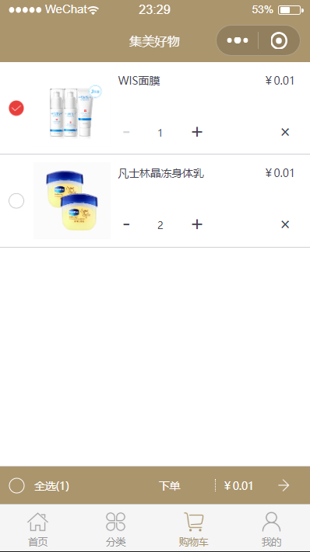 WeChat 23:29 53%
集美好物
WIS面膜 ¥0.01
- 1 + ×
凡士林晶冻身体乳 ¥0.01
- 2 + ×
全选(1) 下单 ¥0.01
首页 分类 购物车 我的